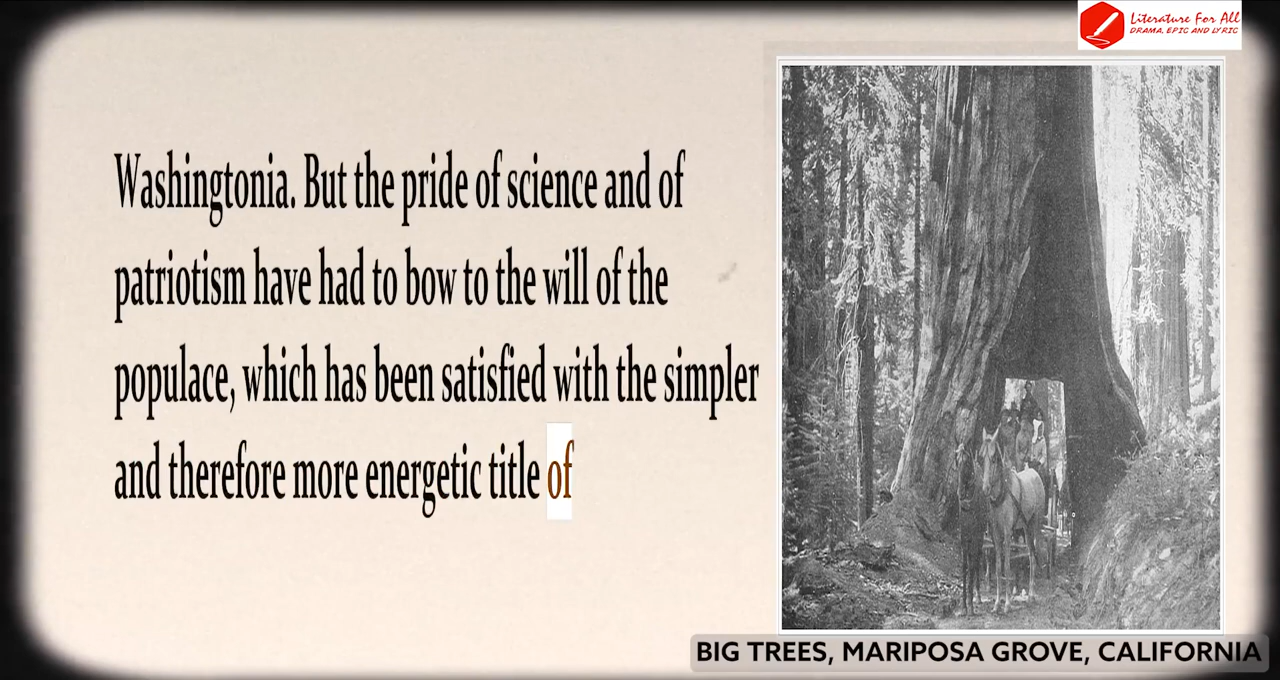 Literature For All
DRAMA, EPIC AND LYRIC
Washingtonia. But the pride of science and of
patriotism have had to bow to the will of the
populace, which has been satisfied with the simpler
and therefore more energetic title of
BIG TREES, MARIPOSA GROVE, CALIFORNIA